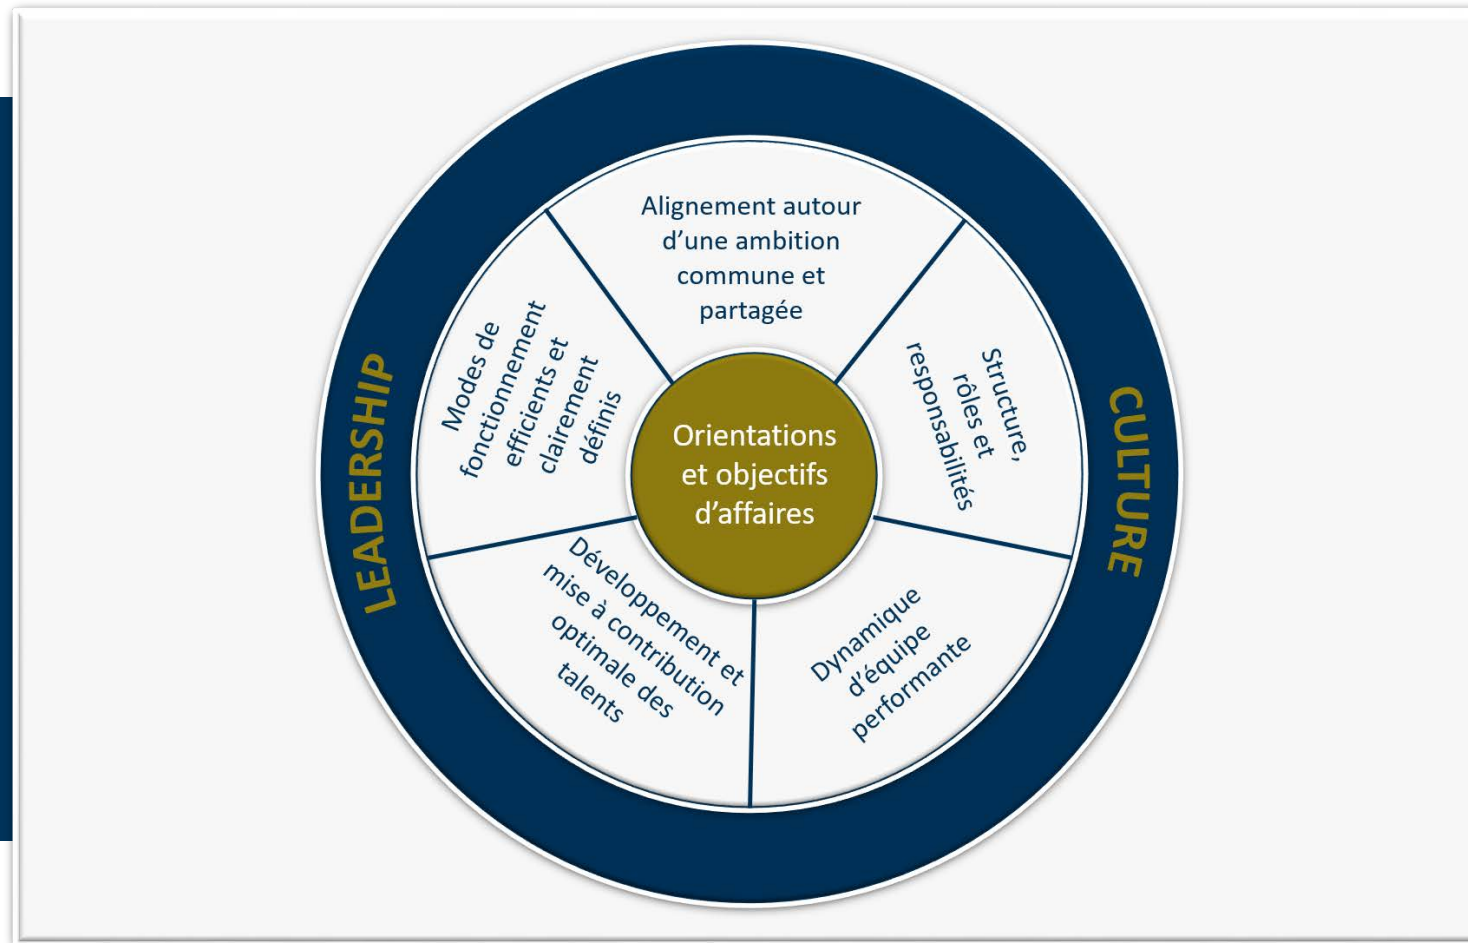 Alignement autour
d’une ambition
commune et
partagée
Structure,
rôles et
responsabilités
Dynamique
d’équipe
performante
Développement et
mise à contribution
optimale des
talents
Modes de
fonctionnement
efficients et
clairement
définis
Orientations
et objectifs
d’affaires
LEADERSHIP
CULTURE